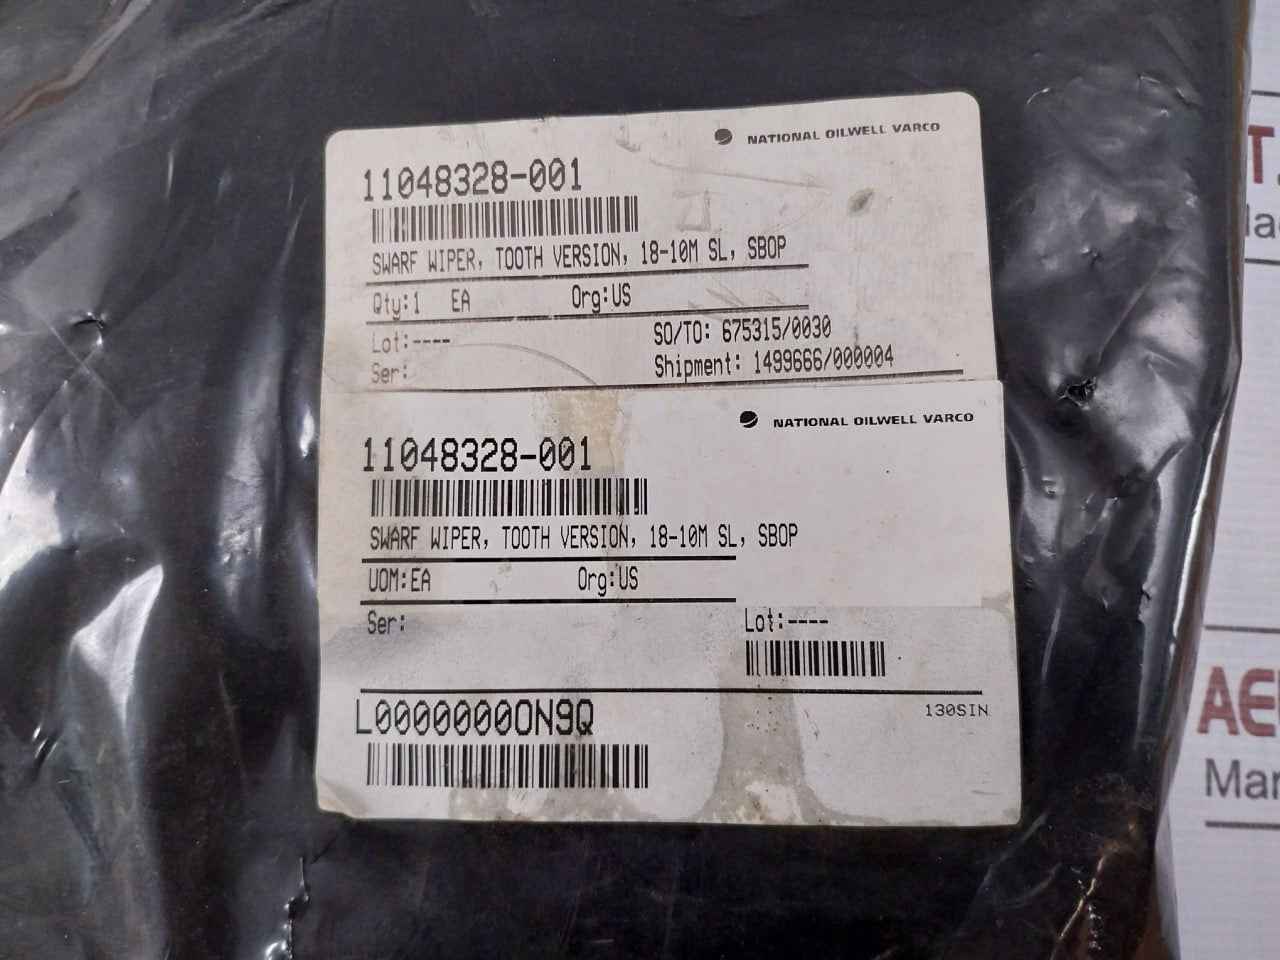 NATIONAL OILWELL VARCO
11048328-001
SWARF WIPER, TOOTH VERSION, 18-10M SL, SBOP
Qty:1 EA Org:US
Lot:---- SO/TO: 675315/0030
Ser: Shipment: 1499666/000004
NATIONAL OILWELL VARCO
11048328-001
SWARF WIPER, TOOTH VERSION, 18-10M SL, SBOP
UOM:EA Org:US
Ser: Lot:----
L00000000N9Q 130SIN